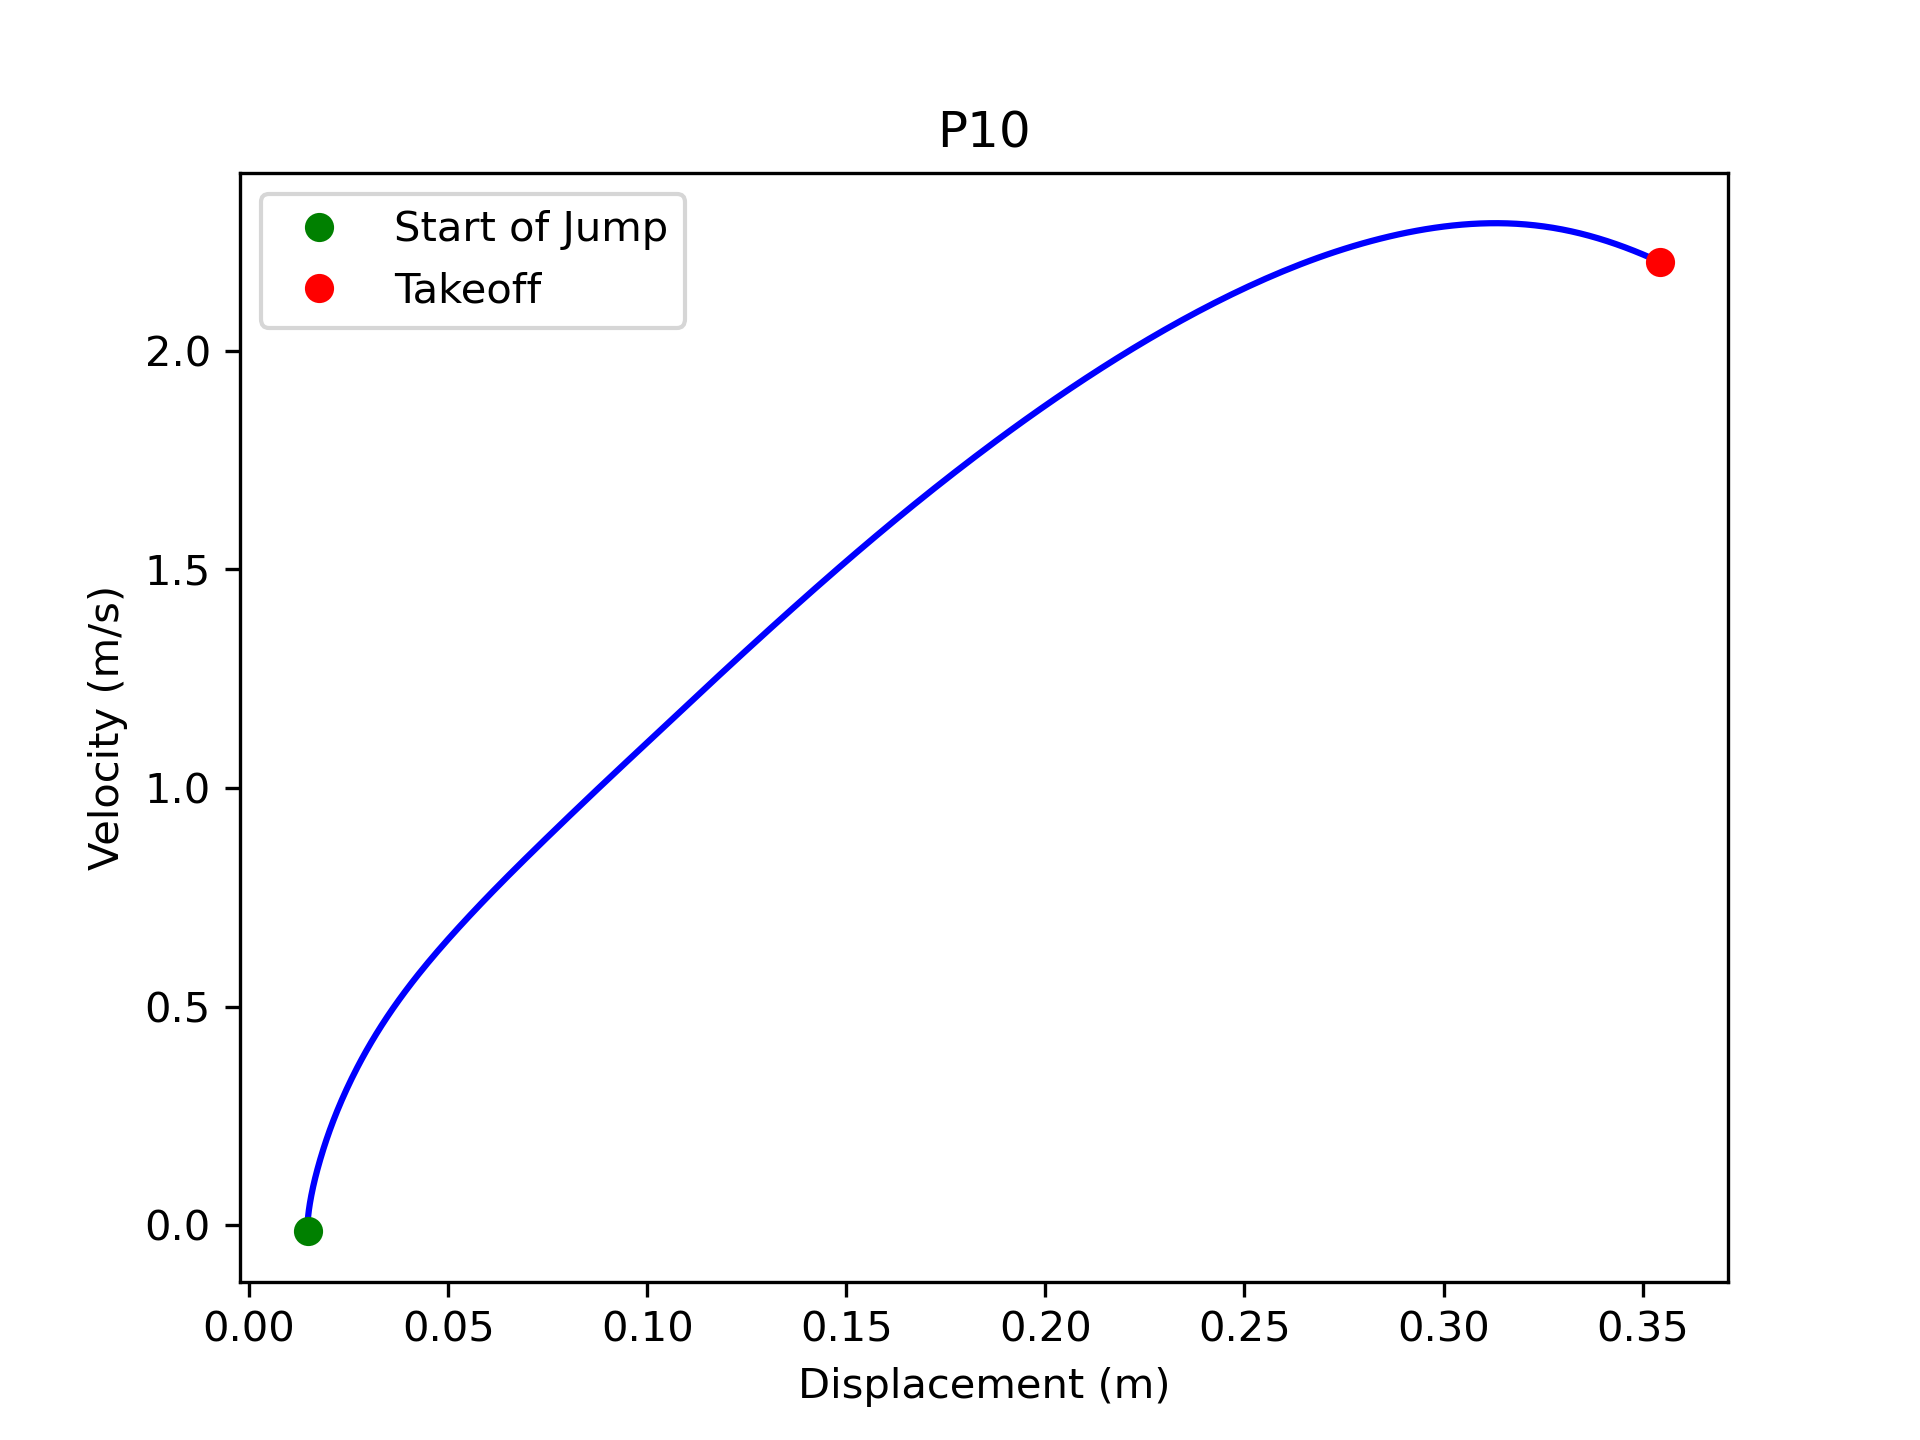 P10
Start of Jump
Takeoff
Velocity (m/s)
2.0
1.5
1.0
0.5
0.0
0.00 0.05 0.10 0.15 0.20 0.25 0.30 0.35
Displacement (m)